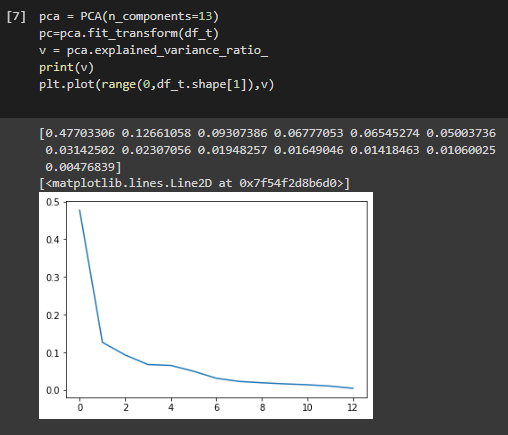 [7] pca = PCA(n_components=13)
pc=pca.fit_transform(df_t)
v = pca.explained_variance_ratio_
print(v)
plt.plot(range(0,df_t.shape[1]),v)
[0.47703306 0.12661058 0.09307386 0.06777053 0.06545274 0.05003736
0.03142502 0.02307056 0.01948257 0.01649046 0.01418463 0.01060025
0.00476839]
[<matplotlib.lines.Line2D at 0x7f54f2d8b6d0>]
0.5
0.4
0.3
0.2
0.1
0.0
0 2 4 6 8 10 12